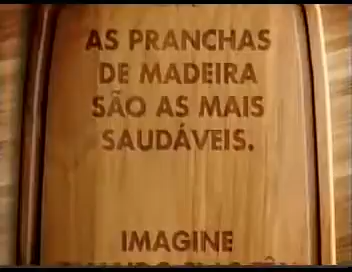 AS PRANCHAS
DE MADEIRA
SÃO AS MAIS
SAUDÁVEIS.
IMAGINE